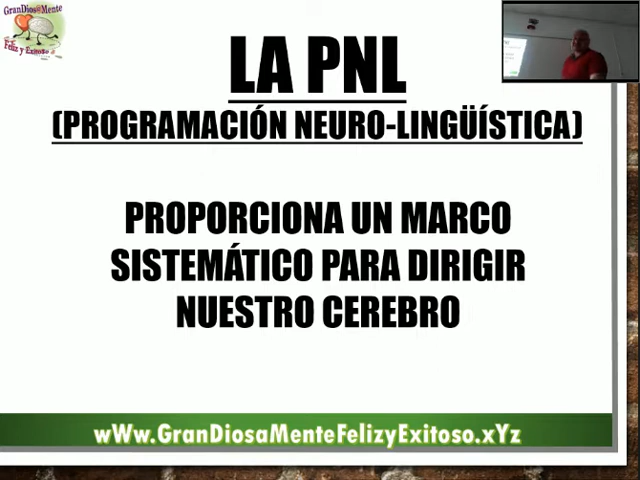 GranDiosaMente
Feliz y Exitoso
LA PNL
(PROGRAMACIÓN NEURO-LINGÜÍSTICA)
PROPORCIONA UN MARCO
SISTEMÁTICO PARA DIRIGIR
NUESTRO CEREBRO
wWw.GranDiosaMenteFelizyExitoso.xYz